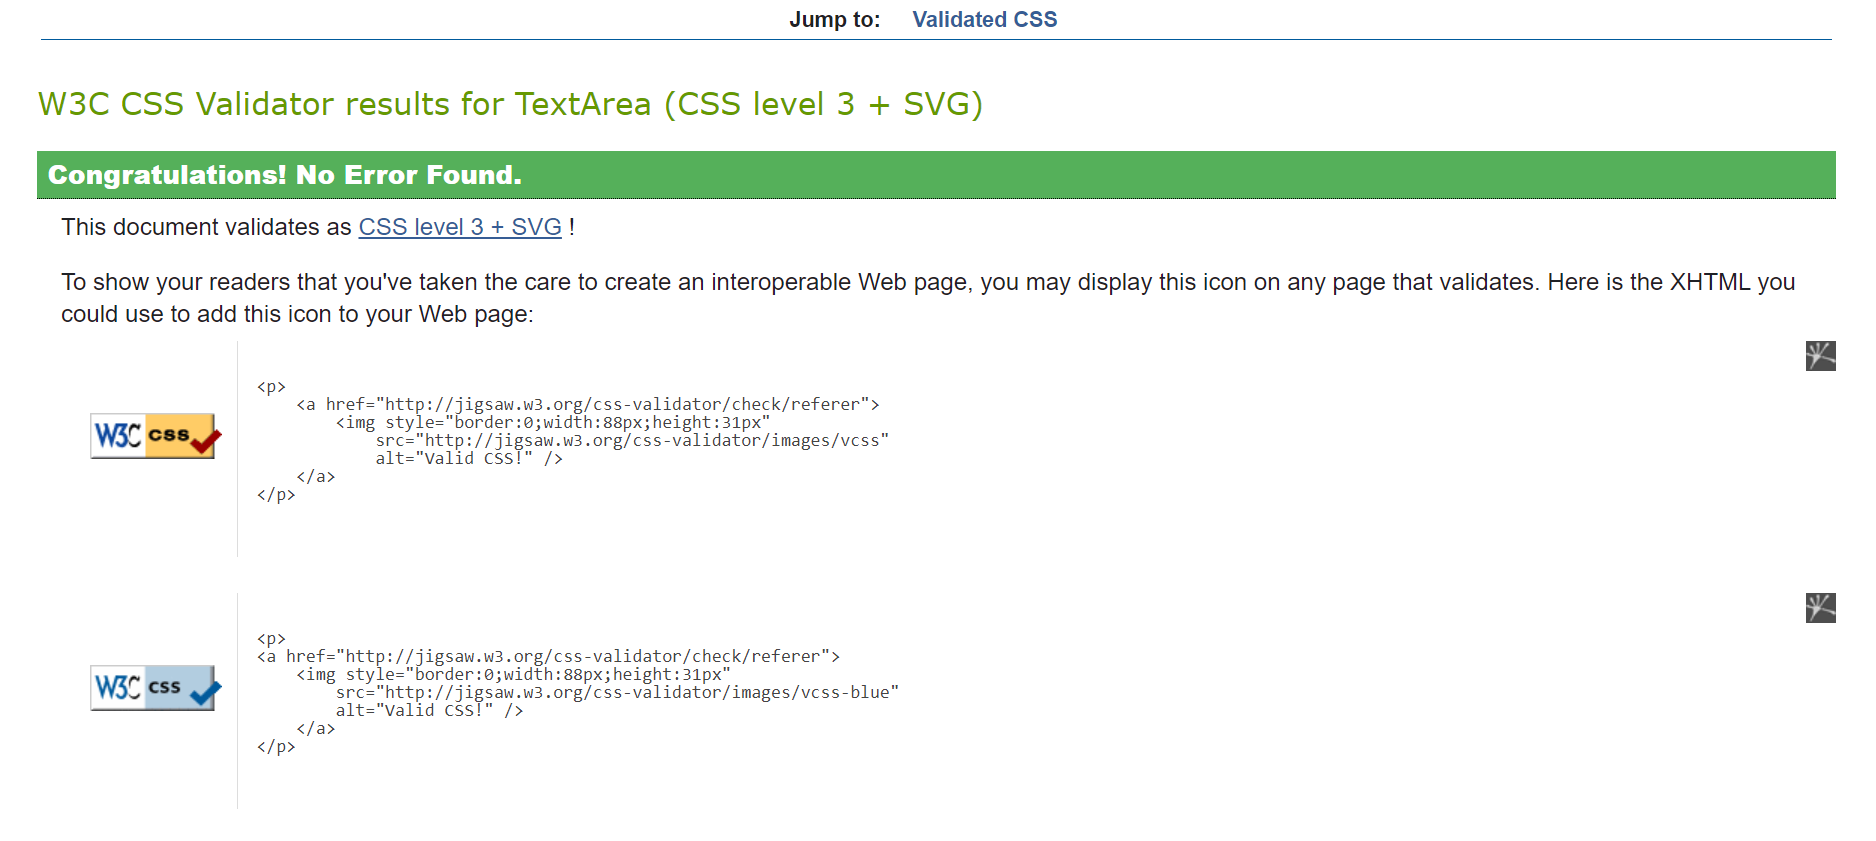 Jump to: Validated CSS
W3C CSS Validator results for TextArea (CSS level 3 + SVG)
Congratulations! No Error Found.
This document validates as CSS level 3 + SVG !
To show your readers that you've taken the care to create an interoperable Web page, you may display this icon on any page that validates. Here is the XHTML you
could use to add this icon to your Web page:
<p>
<a href="http://jigsaw.w3.org/css-validator/check/referer">
<img style="border:0;width:88px;height:31px"
W3C css
src="http://jigsaw.w3.org/css-validator/images/vcss"
alt="Valid CSS!" />
</a>
</p>
<p>
<a href="http://jigsaw.w3.org/css-validator/check/referer">
<img style="border:0;width:88px;height:31px"
W3C css
src="http://jigsaw.w3.org/css-validator/images/vcss-blue"
alt="Valid CSS!" />
</a>
</p>